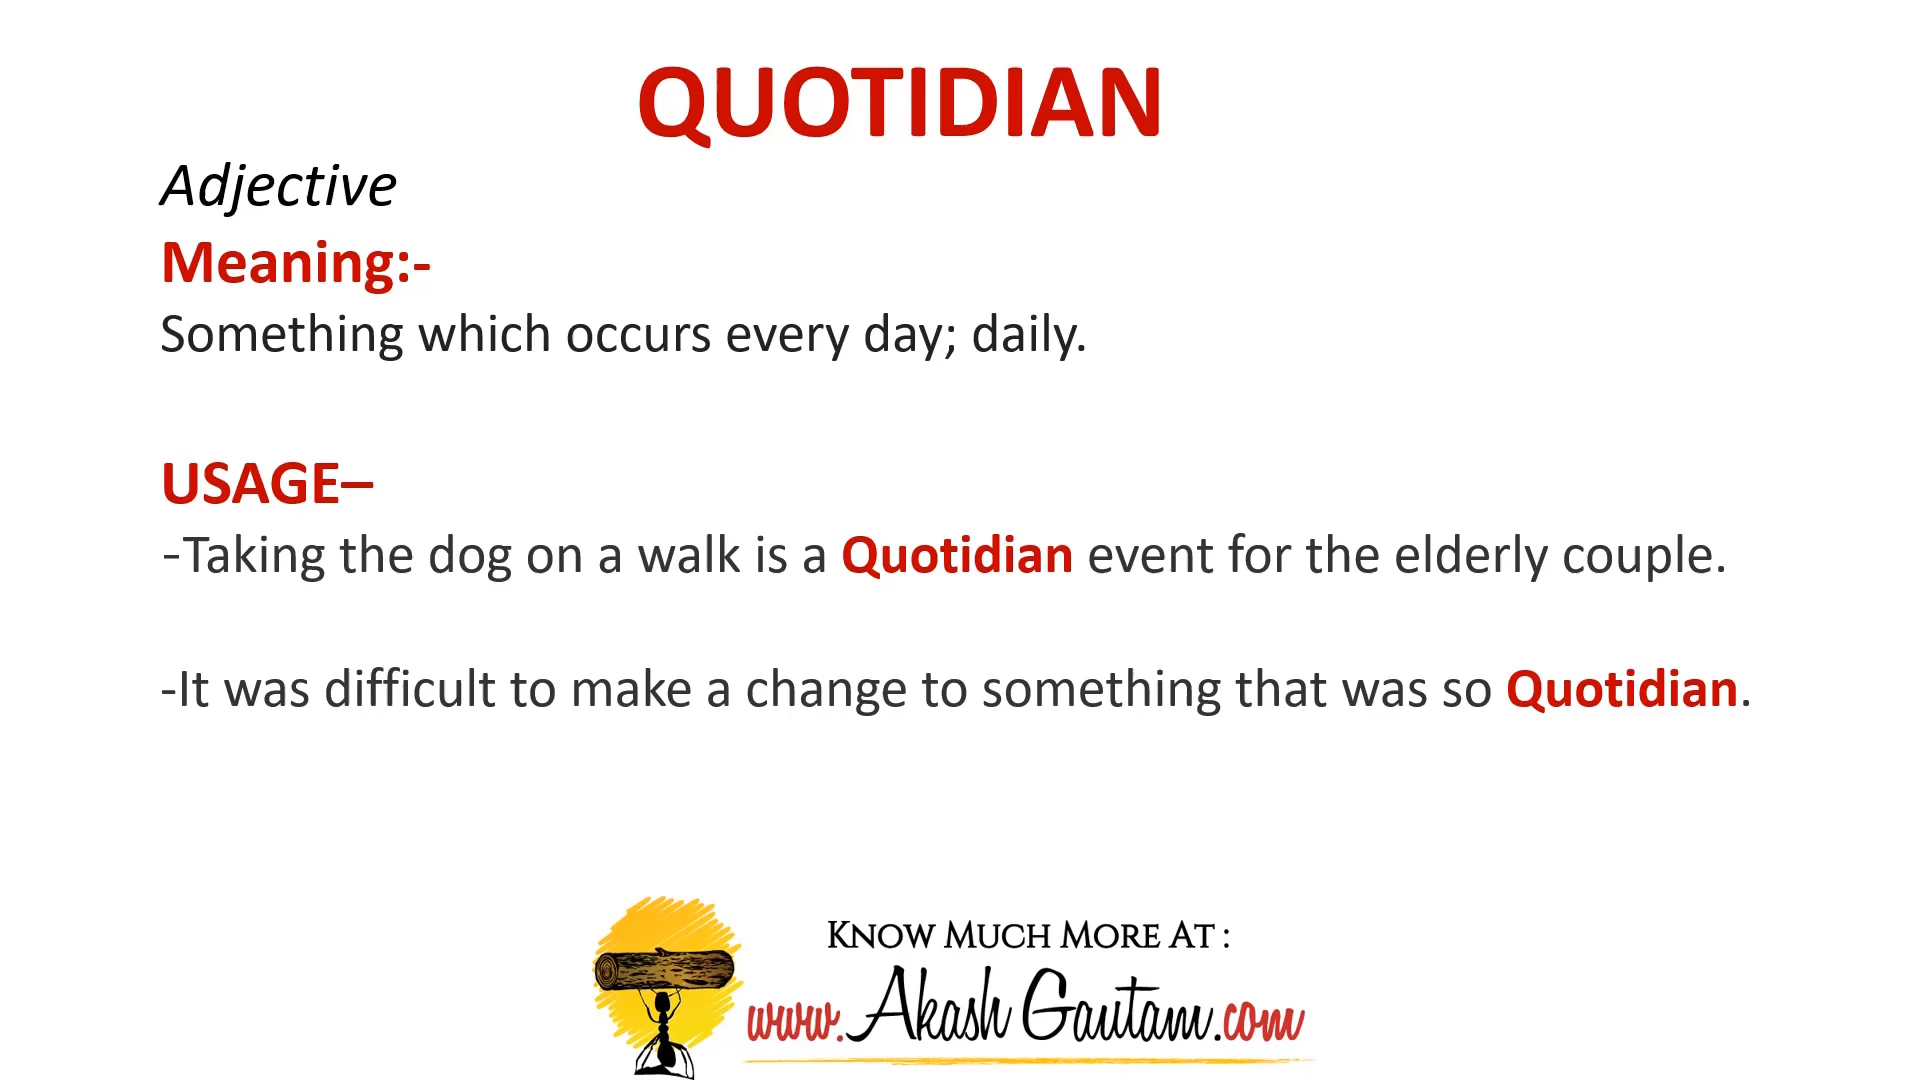 QUOTIDIAN
Adjective
Meaning:-
Something which occurs every day; daily.
USAGE–
-Taking the dog on a walk is a Quotidian event for the elderly couple.
-It was difficult to make a change to something that was so Quotidian.
KNOW MUCH MORE AT :
www.AkashGautam.com